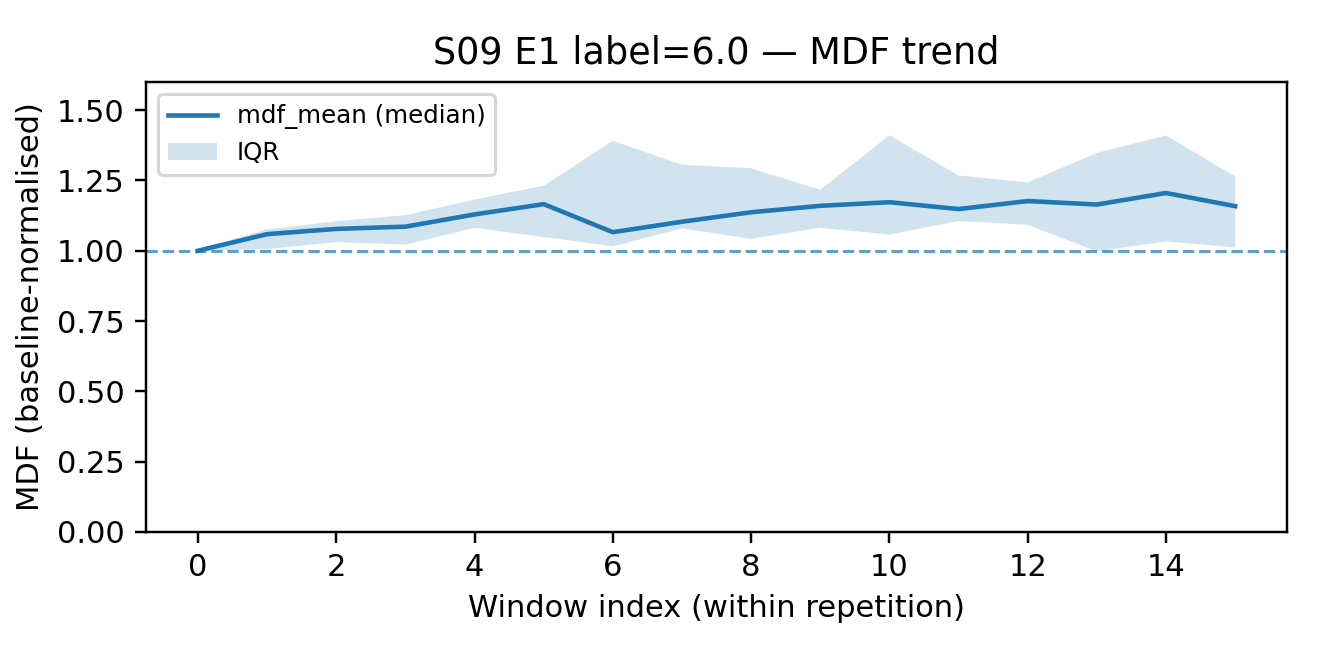 S09 E1 label=6.0 — MDF trend
mdf_mean (median)
IQR
MDF (baseline-normalised)
1.50
1.25
1.00
0.75
0.50
0.25
0.00
0 2 4 6 8 10 12 14
Window index (within repetition)